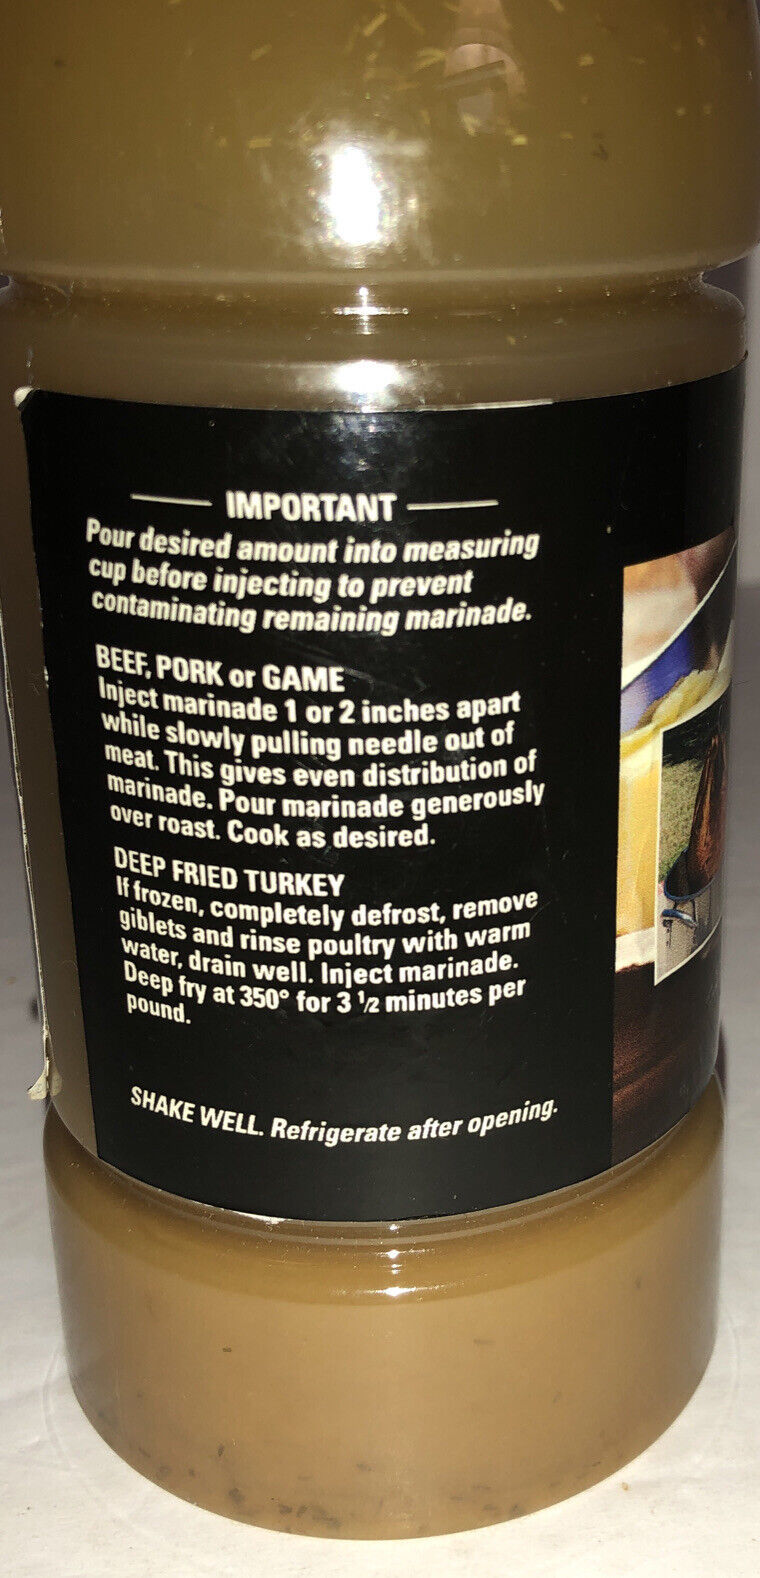 IMPORTANT
Pour desired amount into measuring
cup before injecting to prevent
contaminating remaining marinade.
BEEF, PORK or GAME
Inject marinade 1 or 2 inches apart
while slowly pulling needle out of
meat. This gives even distribution of
marinade. Pour marinade generously
over roast. Cook as desired.
DEEP FRIED TURKEY
If frozen, completely defrost, remove
giblets and rinse poultry with warm
water, drain well. Inject marinade.
Deep fry at 350° for 3 1/2 minutes per
pound.
SHAKE WELL. Refrigerate after opening.